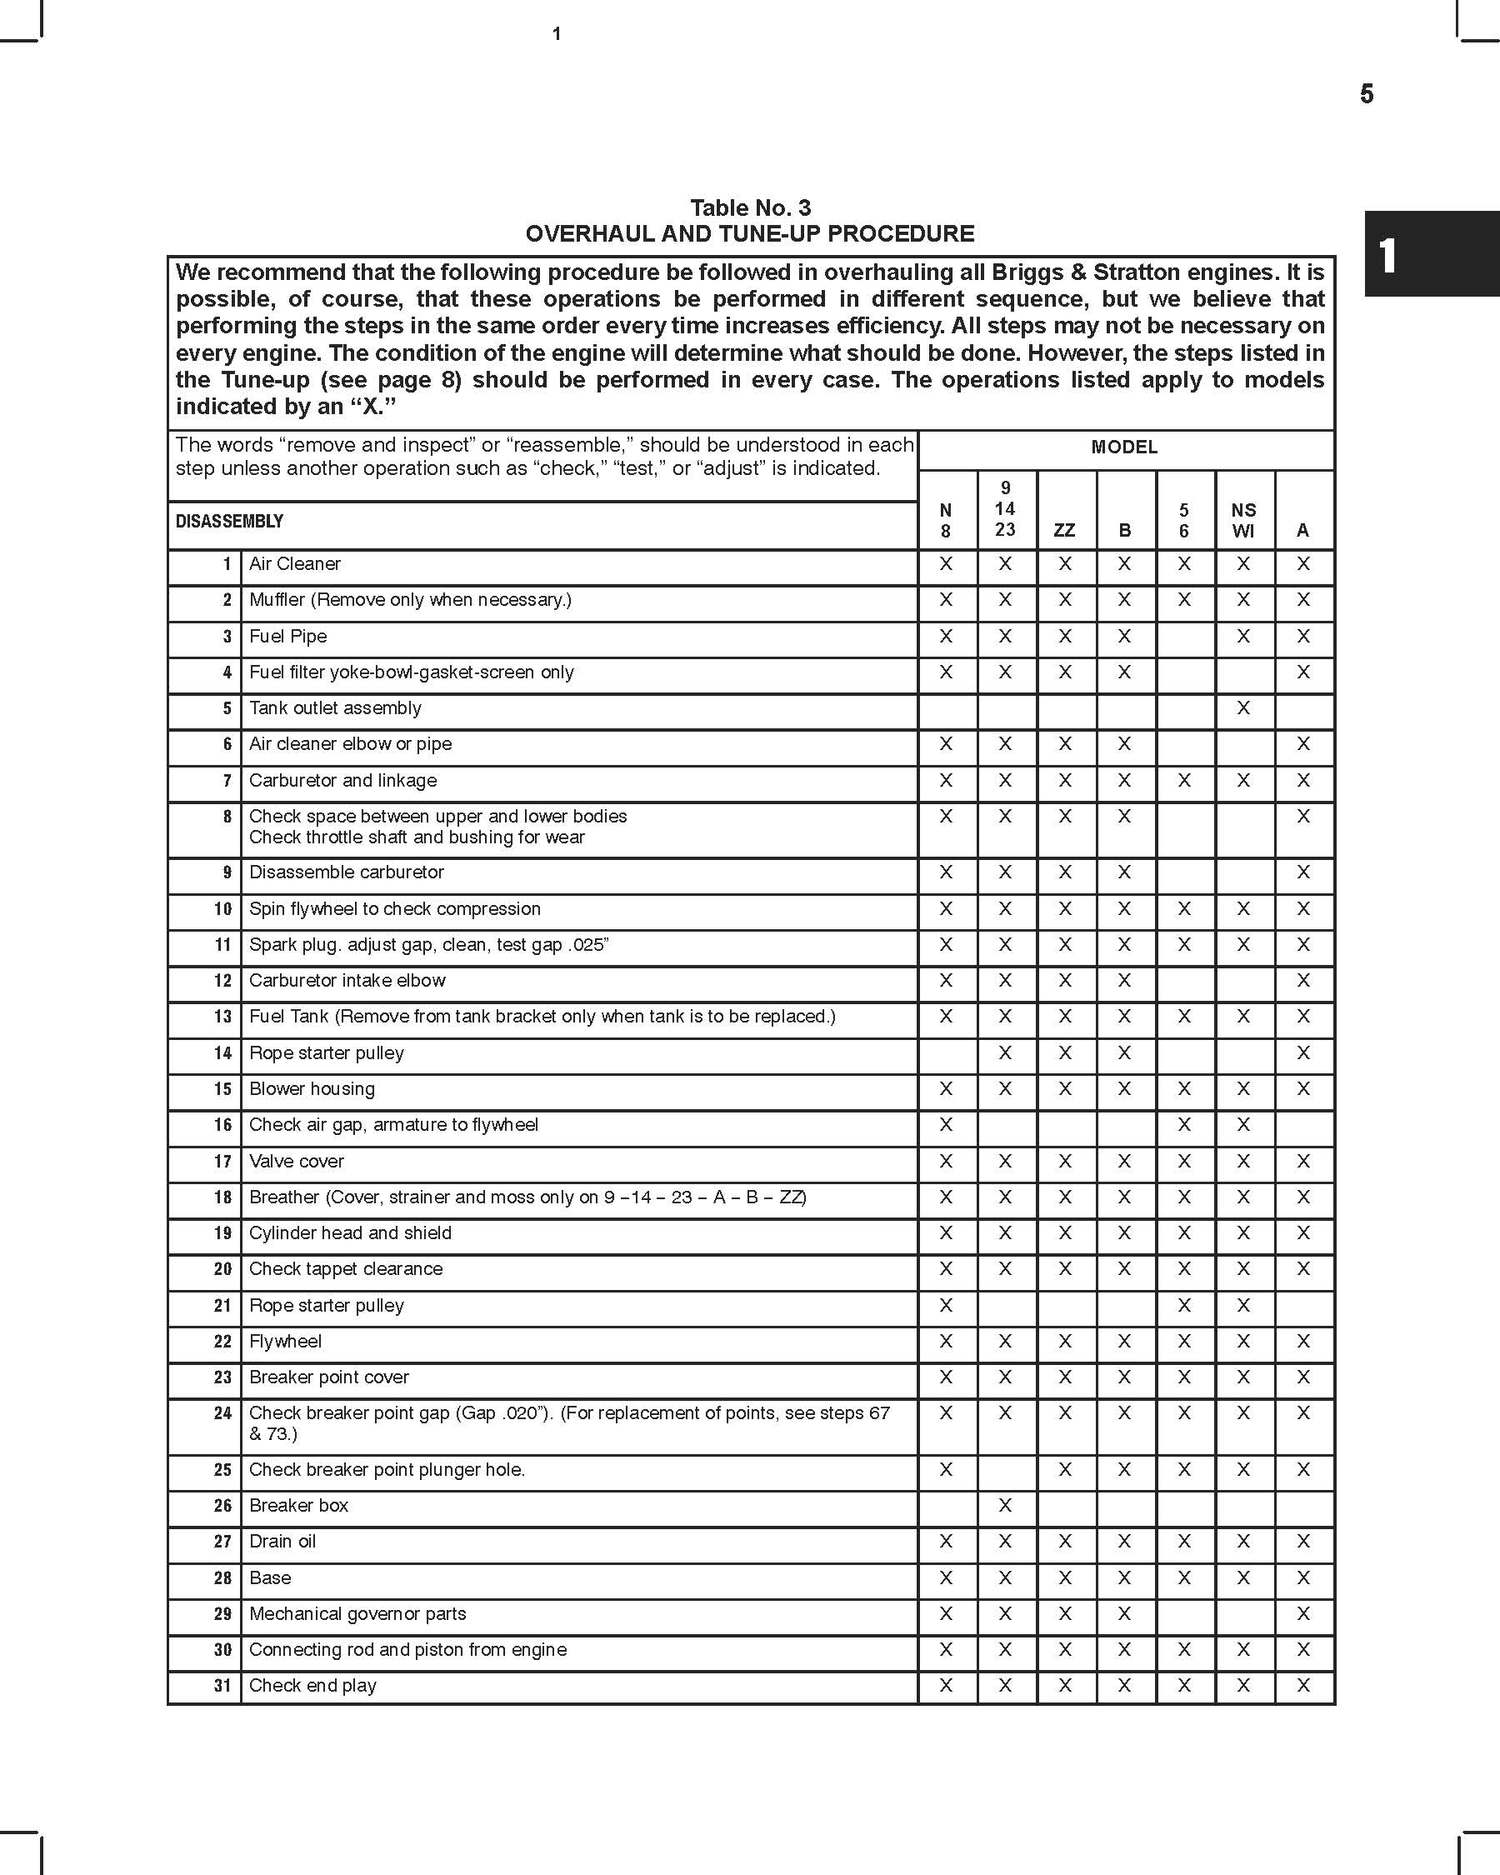 1
5
1
Table No. 3
OVERHAUL AND TUNE-UP PROCEDURE
We recommend that the following procedure be followed in overhauling all Briggs & Stratton engines. It is
possible, of course, that these operations be performed in different sequence, but we believe that
performing the steps in the same order every time increases efficiency. All steps may not be necessary on
every engine. The condition of the engine will determine what should be done. However, the steps listed in
the Tune-up (see page 8) should be performed in every case. The operations listed apply to models
indicated by an “X.”
The words “remove and inspect” or “reassemble,” should be understood in each
step unless another operation such as “check,” “test,” or “adjust” is indicated.
MODEL
DISASSEMBLY
N 8
9 14 23
ZZ
B
5 6
NS WI
A
1 Air Cleaner X X X X X X X
2 Muffler (Remove only when necessary.) X X X X X X X
3 Fuel Pipe X X X X X X
4 Fuel filter yoke-bowl-gasket-screen only X X X X X
5 Tank outlet assembly X
6 Air cleaner elbow or pipe X X X X X
7 Carburetor and linkage X X X X X X X
8 Check space between upper and lower bodies X X X X X
Check throttle shaft and bushing for wear
9 Disassemble carburetor X X X X X
10 Spin flywheel to check compression X X X X X X X
11 Spark plug. adjust gap, clean, test gap .025” X X X X X X X
12 Carburetor intake elbow X X X X X
13 Fuel Tank (Remove from tank bracket only when tank is to be replaced.) X X X X X X X
14 Rope starter pulley X X X X
15 Blower housing X X X X X X X
16 Check air gap, armature to flywheel X X X
17 Valve cover X X X X X X X
18 Breather (Cover, strainer and moss only on 9 –14 – 23 – A – B – ZZ) X X X X X X X
19 Cylinder head and shield X X X X X X X
20 Check tappet clearance X X X X X X X
21 Rope starter pulley X X X
22 Flywheel X X X X X X X
23 Breaker point cover X X X X X X X
24 Check breaker point gap (Gap .020”). (For replacement of points, see steps 67 X X X X X X X
& 73.)
25 Check breaker point plunger hole. X X X X X X
26 Breaker box X
27 Drain oil X X X X X X X
28 Base X X X X X X X
29 Mechanical governor parts X X X X X
30 Connecting rod and piston from engine X X X X X X X
31 Check end play X X X X X X X